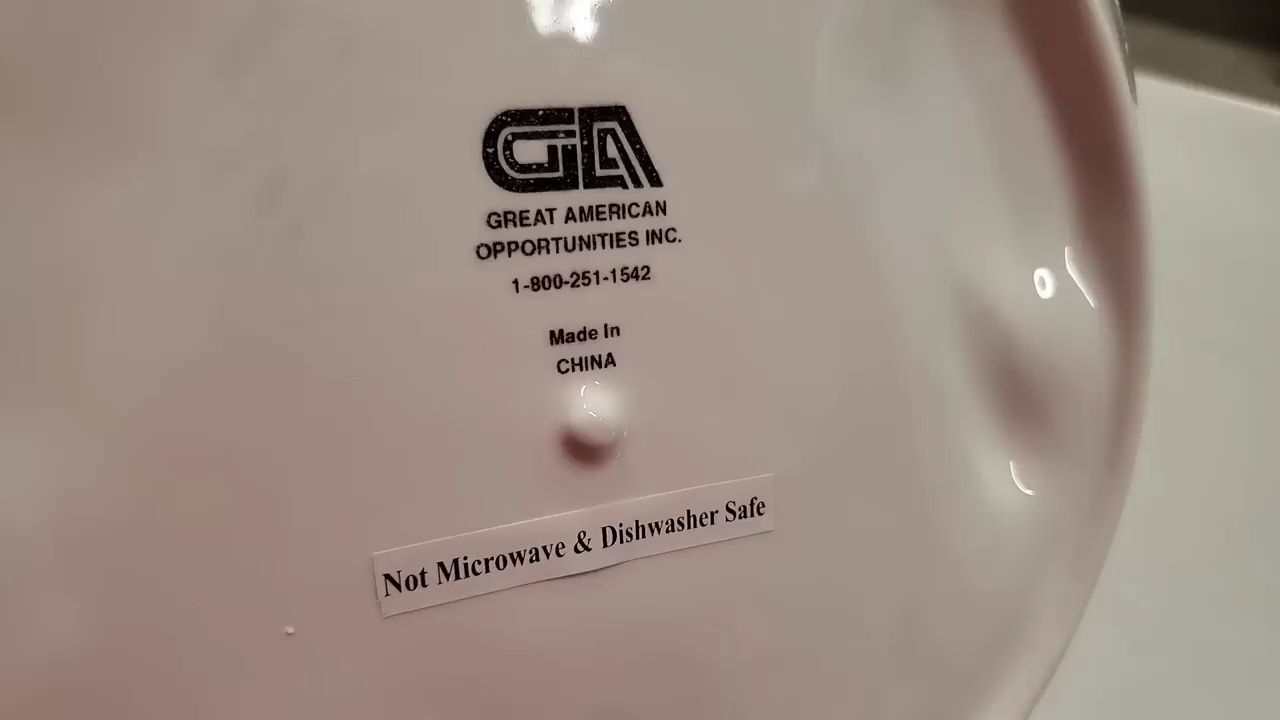 GA
GREAT AMERICAN
OPPORTUNITIES INC.
1-800-251-1542
Made In
CHINA
Not Microwave & Dishwasher Safe